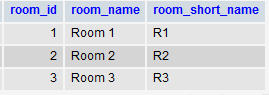 room_id room_name room_short_name
1 Room 1 R1
2 Room 2 R2
3 Room 3 R3